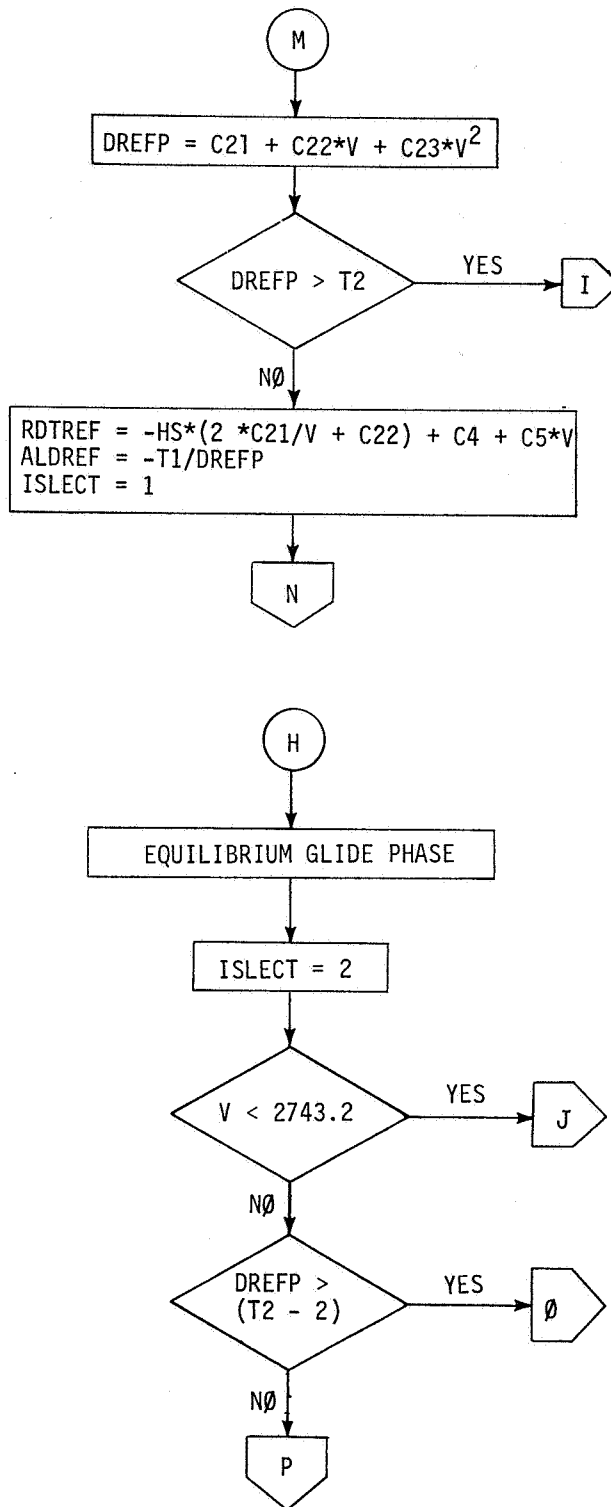 M
DREFP = C21 + C22*V + C23*V²
DREFP > T2
YES
I
NØ
RDTREF = -HS*(2 *C21/V + C22) + C4 + C5*V
ALDREF = -T1/DREFP
ISLECT = 1
N
H
EQUILIBRIUM GLIDE PHASE
ISLECT = 2
V < 2743.2
YES
J
NØ
DREFP >
(T2 - 2)
YES
Ø
NØ
P